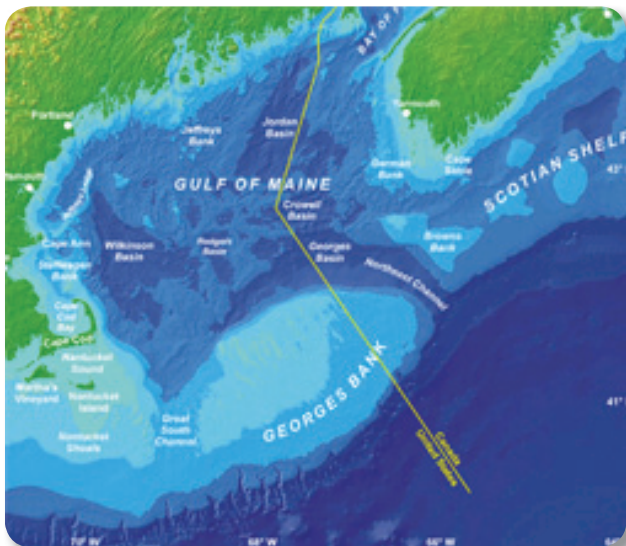 BAY OF F
Portland
Yarmouth
Jordan
Basin
Jeffreys
Bank
German
Bank
Cape
Sable
SCOTIAN SHELF
43°
GULF OF MAINE
Crowell
Basin
Cape Ann
Wilkinson
Basin
Rodgers
Basin
Georges
Basin
Browns
Bank
Stellwagen
Bank
Northeast Channel
Cape
Cod
Bay
Cape Cod
Nantucket
Sound
Martha's
Vineyard
Nantucket
Island
Great
South
Channel
Nantucket
Shoals
GEORGES BANK
41°
Canada
United States
70° W
68° W
66° W
64°